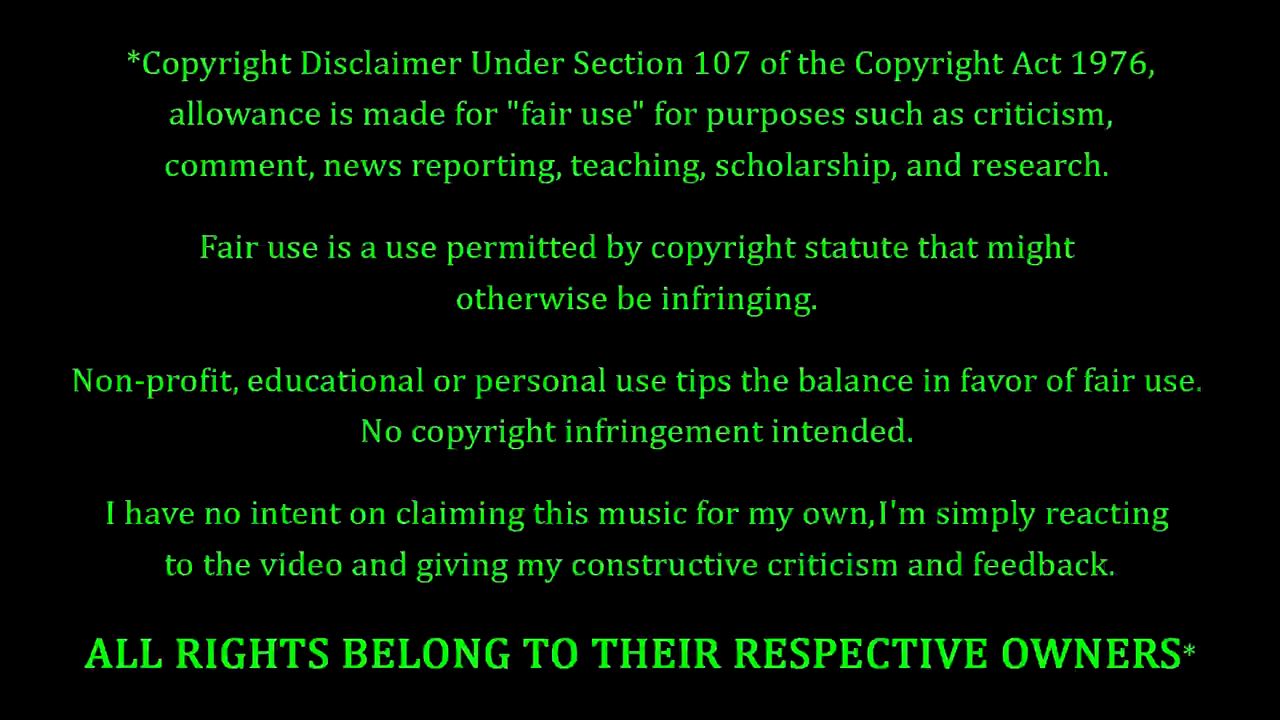 *Copyright Disclaimer Under Section 107 of the Copyright Act 1976,
allowance is made for "fair use" for purposes such as criticism,
comment, news reporting, teaching, scholarship, and research.
Fair use is a use permitted by copyright statute that might
otherwise be infringing.
Non-profit, educational or personal use tips the balance in favor of fair use.
No copyright infringement intended.
I have no intent on claiming this music for my own,I'm simply reacting
to the video and giving my constructive criticism and feedback.
ALL RIGHTS BELONG TO THEIR RESPECTIVE OWNERS*